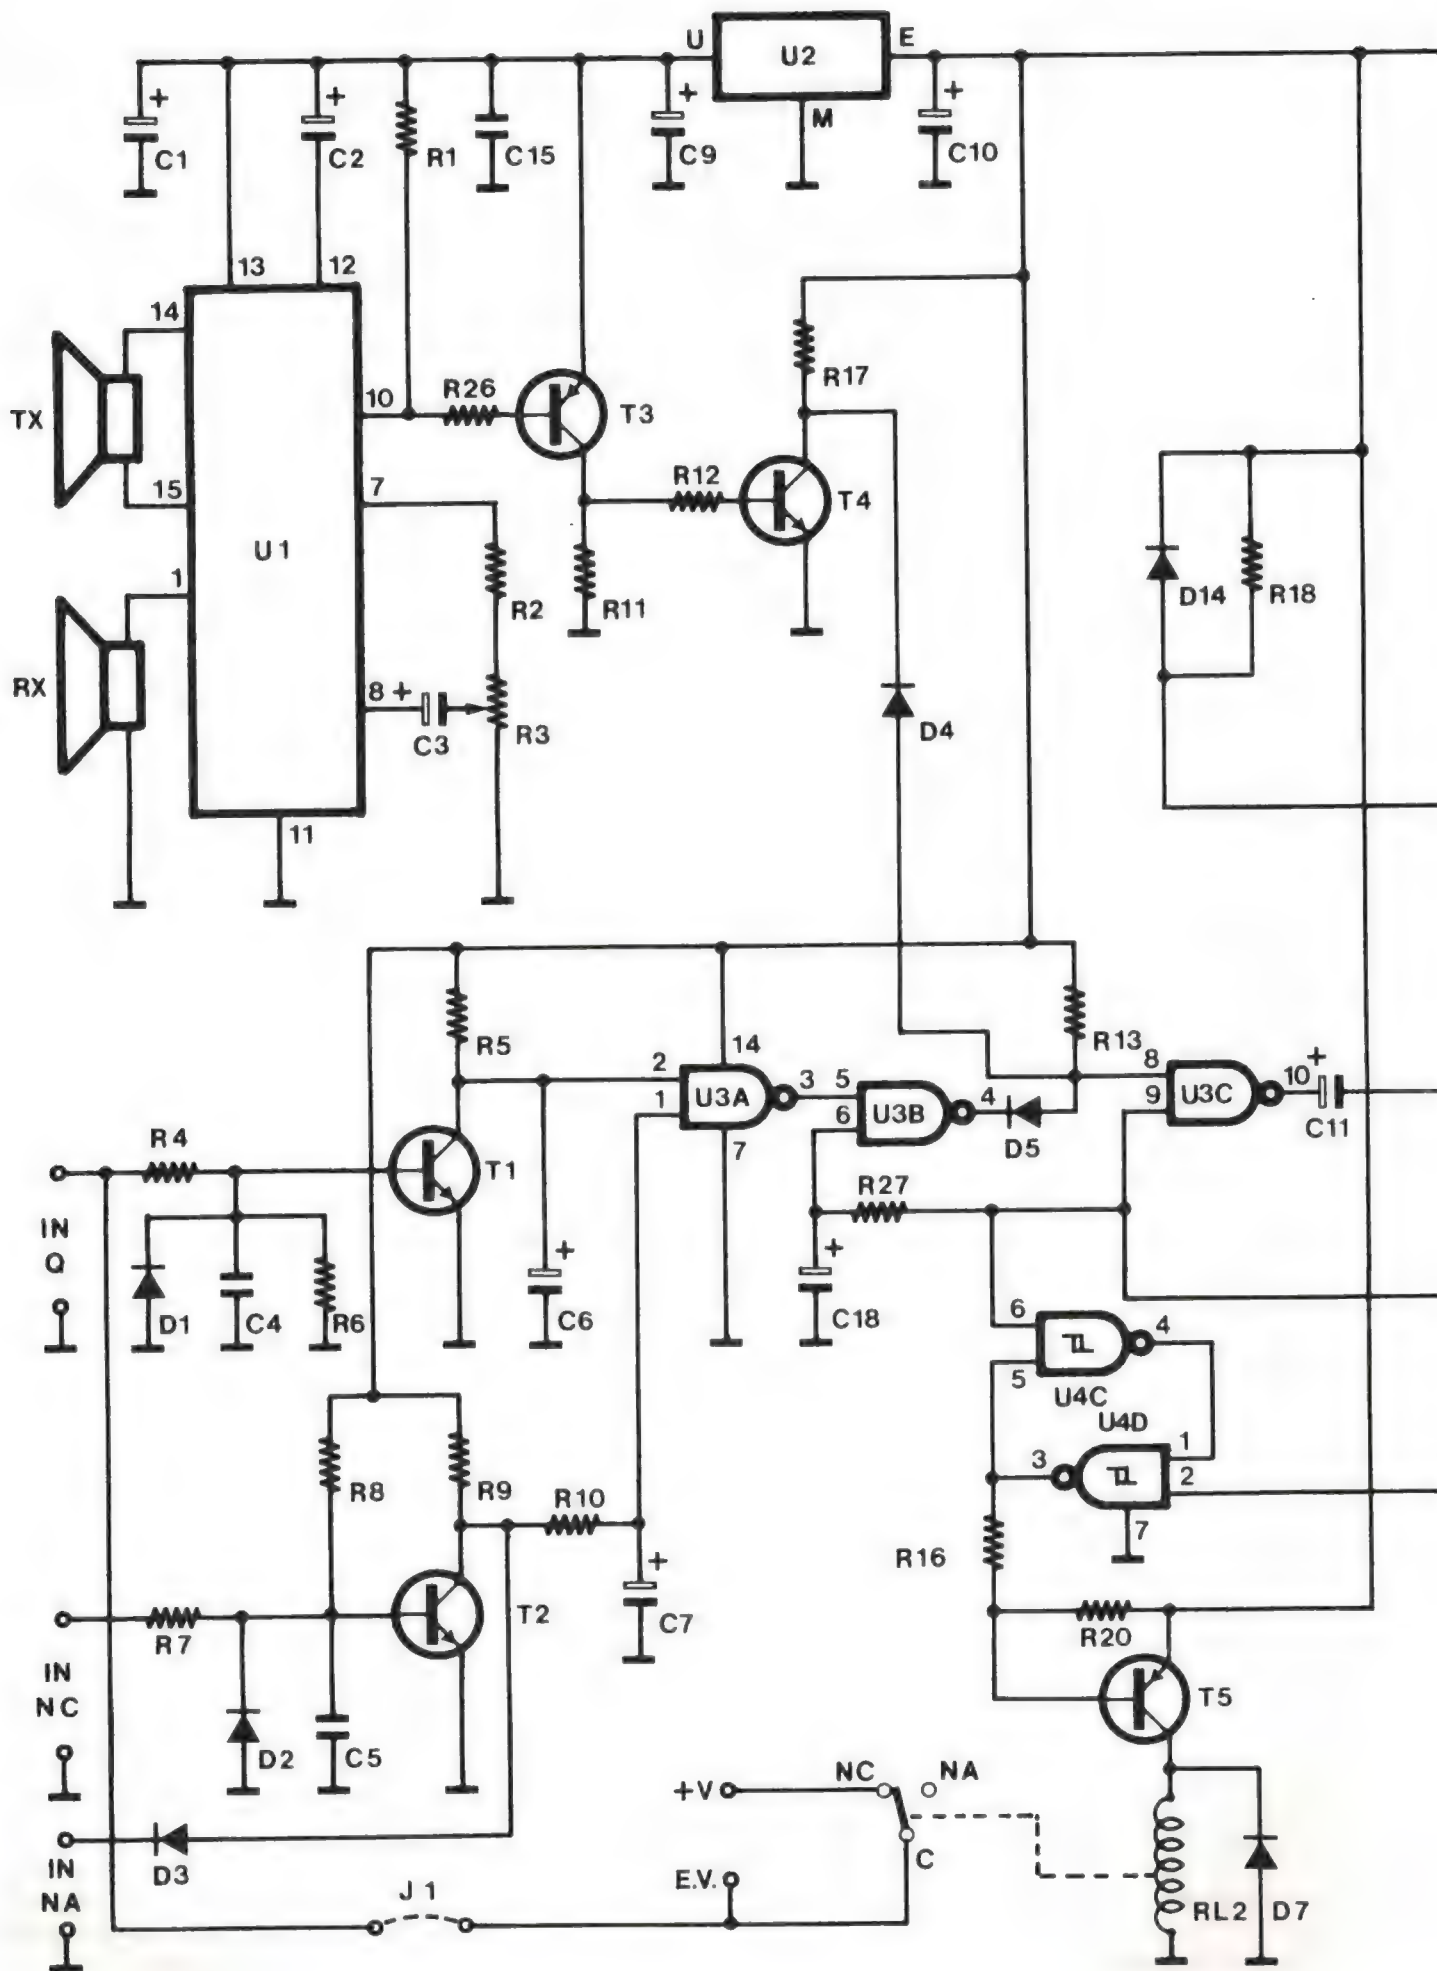 U
U2
E
M
+
C1
+
C2
R1
C15
+
C9
+
C10
13
12
14
TX
15
10
R26
T3
R17
7
R12
T4
U1
1
R2
R11
D14
R18
RX
8
+
C3
R3
D4
11
R5
14
R13
2
1
U3A
3
5
6
U3B
4
D5
8
9
U3C
10
+
C11
7
R4
T1
R27
IN
Q
D1
C4
R6
+
C6
+
C18
6
5
4
U4C
U4D
3
1
2
7
R8
R9
R10
R16
+
C7
R20
R7
T2
T5
IN
NC
D2
C5
+V
NC
NA
C
D3
IN
NA
J1
E.V.
RL2
D7